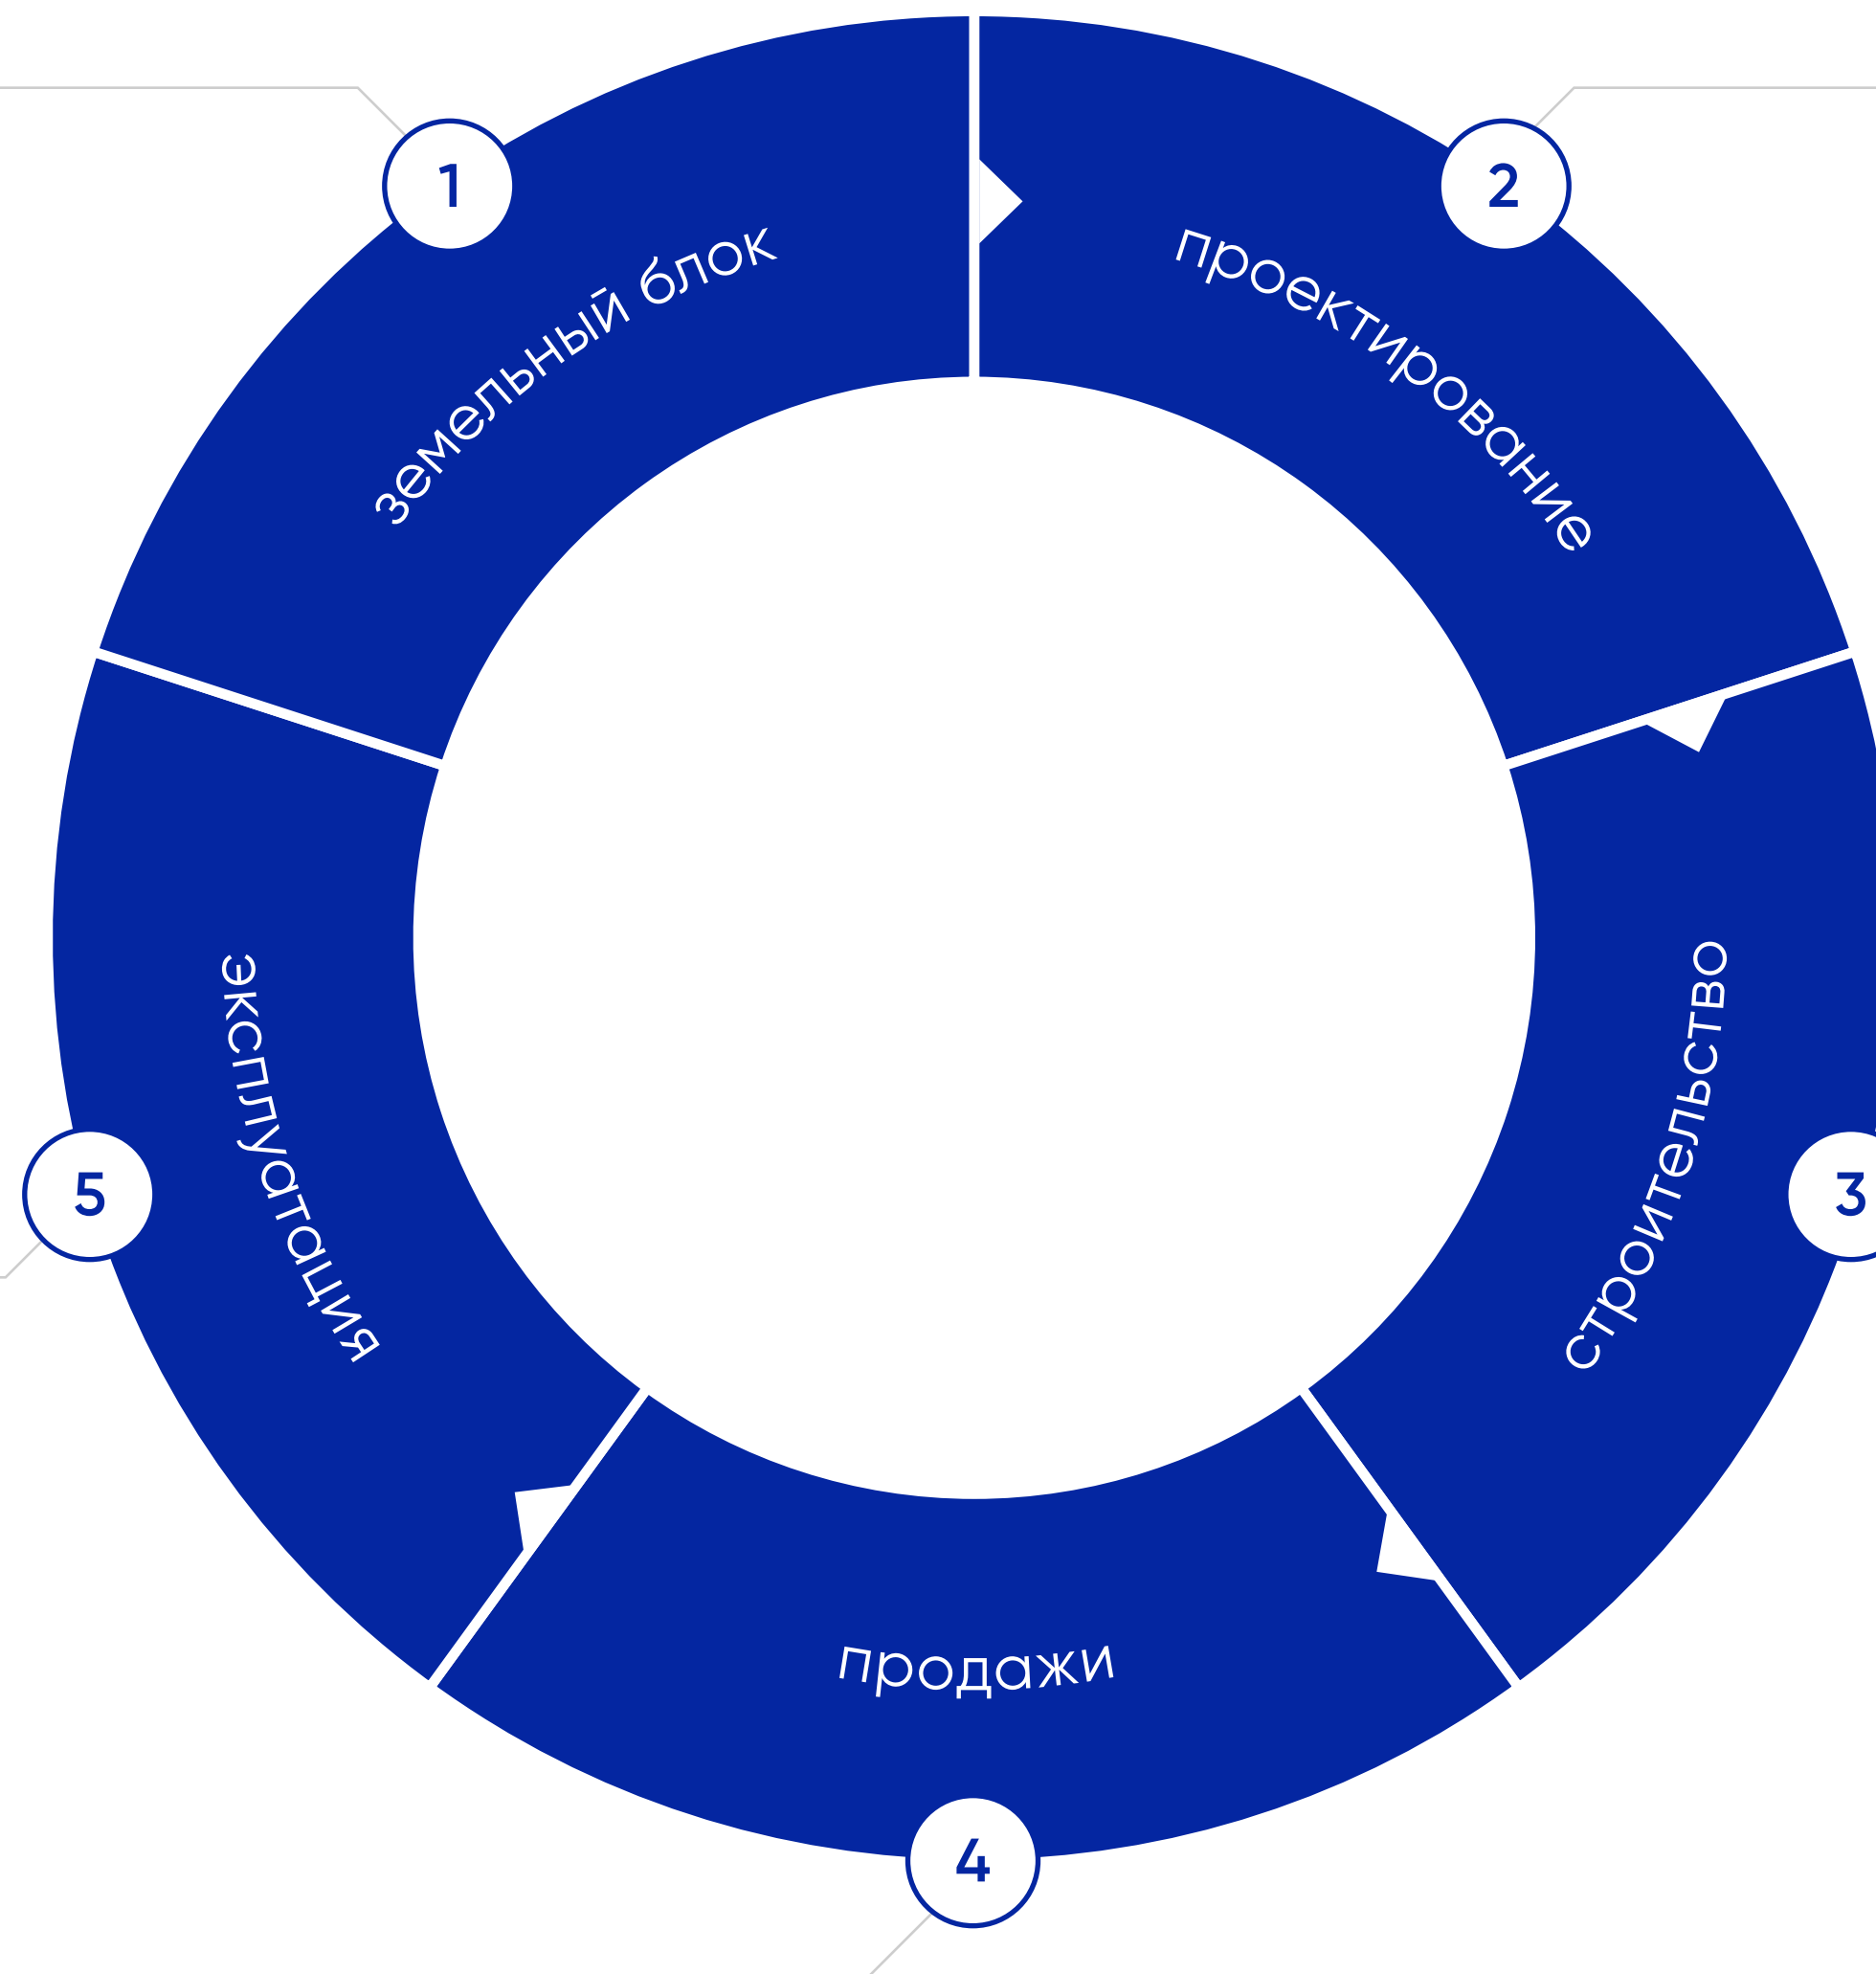 1
Земельный блок
2
Проектирование
3
Строительство
4
Продажи
5
Эксплуатация